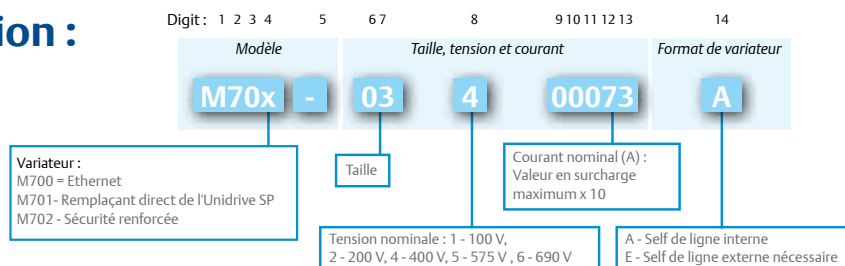 ion :
Digit : 1 2 3 4 5 6 7 8 9 10 11 12 13 14
Modèle Taille, tension et courant Format de variateur
M70x - 03 4 00073 A
Variateur :
M700 = Ethernet
M701- Remplaçant direct de l'Unidrive SP
M702 - Sécurité renforcée
Taille
Courant nominal (A) :
Valeur en surcharge
maximum x 10
Tension nominale : 1 - 100 V,
2 - 200 V, 4 - 400 V, 5 - 575 V , 6 - 690 V
A - Self de ligne interne
E - Self de ligne externe nécessaire